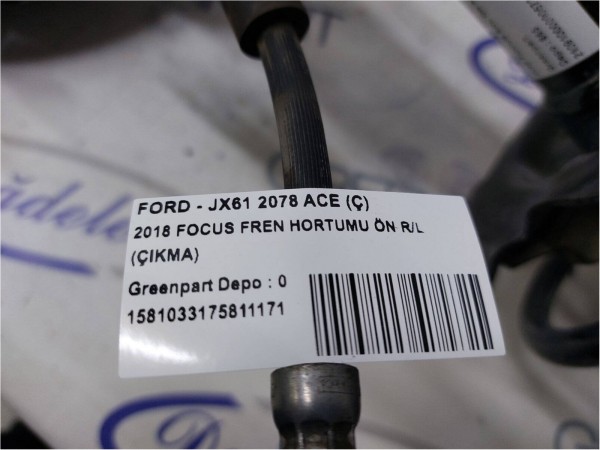 FORD - JX61 2078 ACE (Ç)
2018 FOCUS FREN HORTUMU ÖN R/L
(ÇIKMA)
Greenpart Depo : 0
1581033175811171